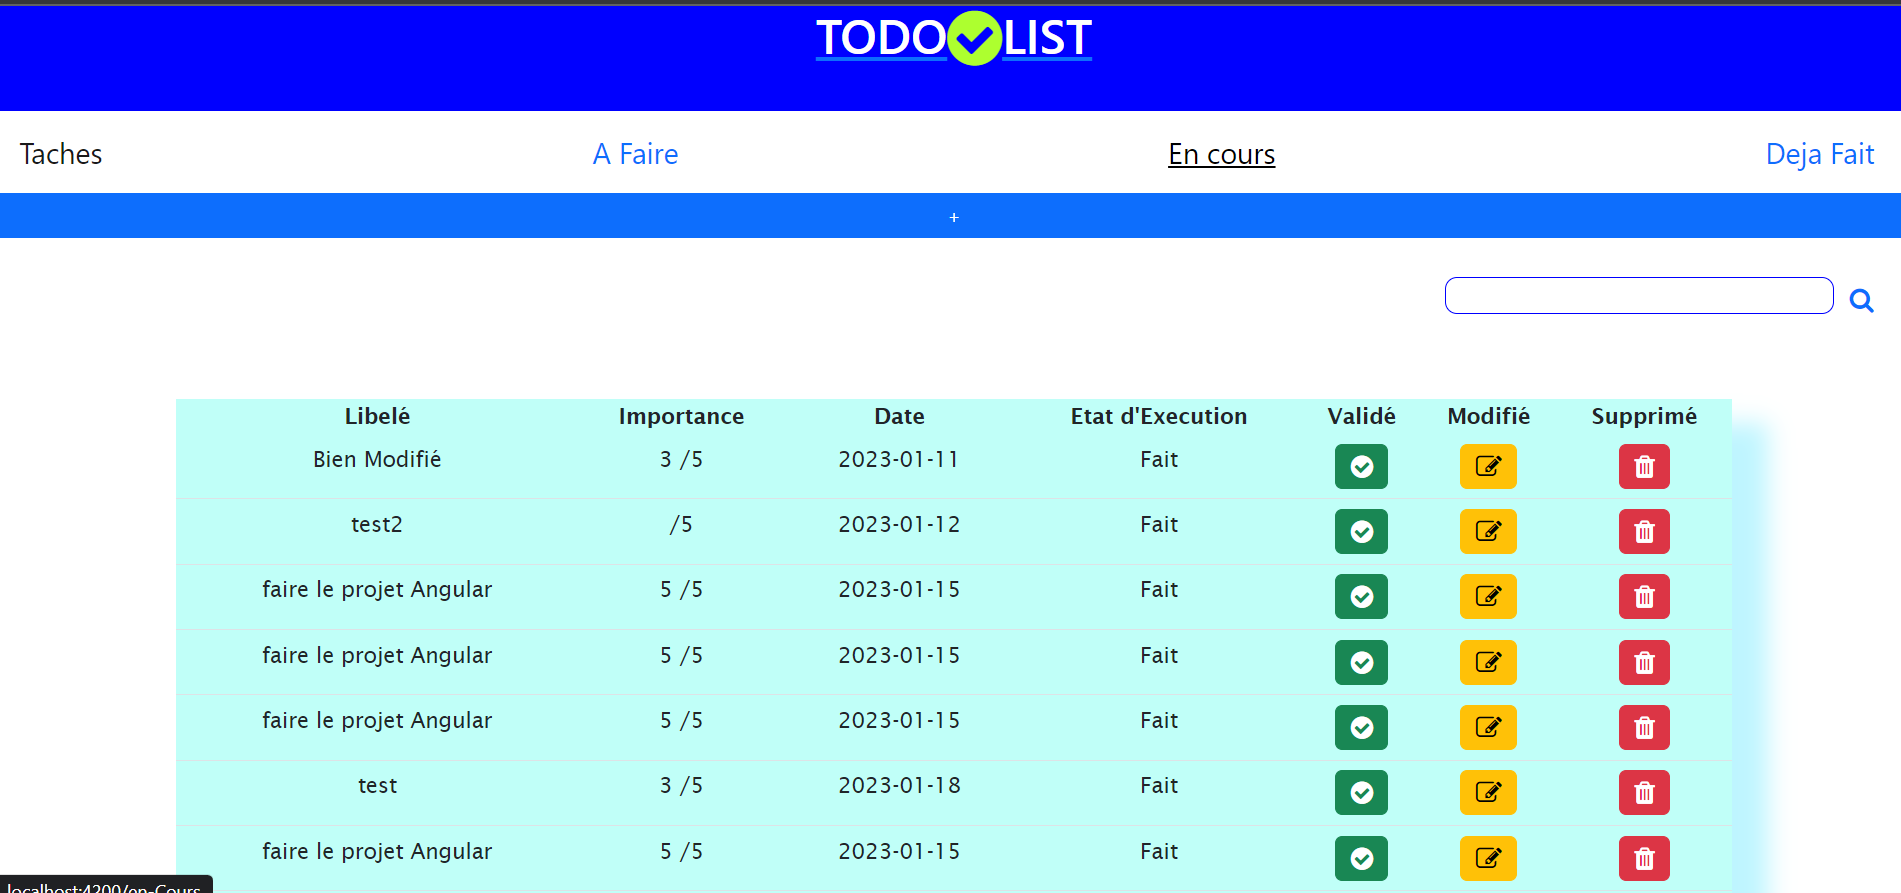 TODO LIST
Taches A Faire En cours Deja Fait
+
Libelé Importance Date Etat d'Execution Validé Modifié Supprimé
Bien Modifié 3 /5 2023-01-11 Fait
test2 /5 2023-01-12 Fait
faire le projet Angular 5 /5 2023-01-15 Fait
faire le projet Angular 5 /5 2023-01-15 Fait
faire le projet Angular 5 /5 2023-01-15 Fait
test 3 /5 2023-01-18 Fait
faire le projet Angular 5 /5 2023-01-15 Fait
localhost:4200/en-Cours